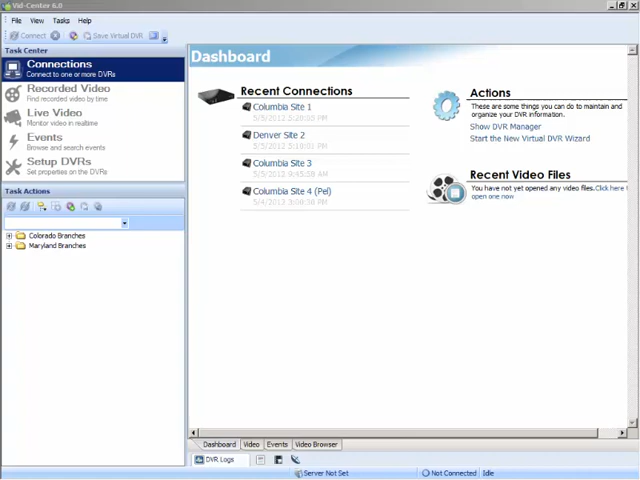 Vid-Center 6.0
File View Tasks Help
Connect Save Virtual DVR
Task Center
Connections
Connect to one or more DVRs
Recorded Video
Find recorded video by time
Live Video
Monitor video in realtime
Events
Browse and search events
Setup DVRs
Set properties on the DVRs
Task Actions
Colorado Branches
Maryland Branches
Dashboard
Recent Connections
Columbia Site 1
Denver Site 2
Columbia Site 3
Columbia Site 4 (Pel)
Actions
These are some things you can do to maintain and
organize your DVR information.
Show DVR Manager
Start the New Virtual DVR Wizard
Recent Video Files
You have not yet opened any video files. Click here t
open one now
Dashboard Video Events Video Browser
DVR Logs
Server Not Set Not Connected Idle